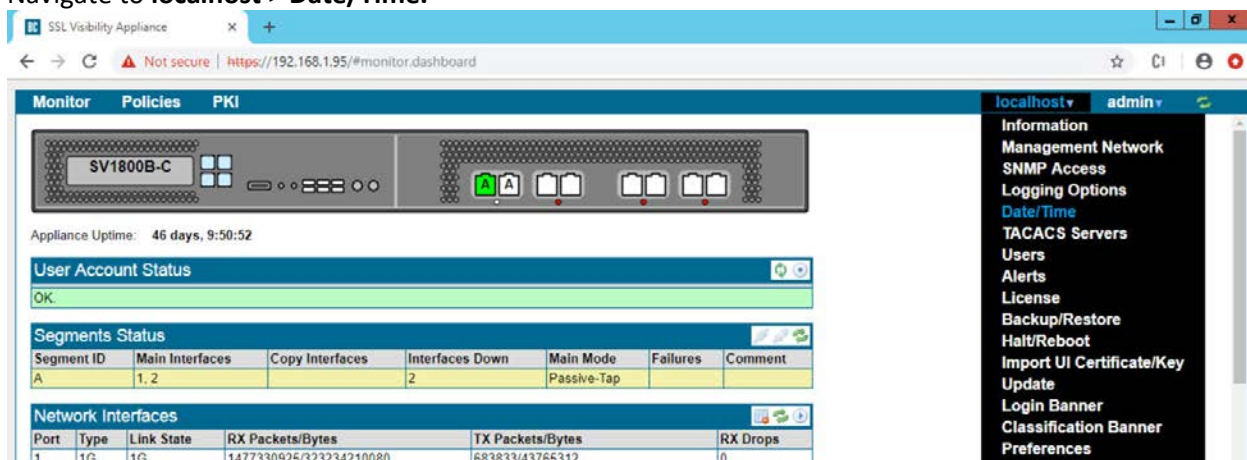 Navigate to localhost > Date/Time.
SSL Visibility Appliance
Not secure | https://192.168.1.95/#monitor.dashboard
Monitor Policies PKI localhost admin
SV1800B-C
A A
Appliance Uptime: 46 days, 9:50:52
User Account Status
OK.
Segments Status
Segment ID Main Interfaces Copy Interfaces Interfaces Down Main Mode Failures Comment
A 1, 2 2 Passive-Tap
Network Interfaces
Port Type Link State RX Packets/Bytes TX Packets/Bytes RX Drops
1 1G 1G 1477330925/323234210080 683833/43765312 0
Information
Management Network
SNMP Access
Logging Options
Date/Time
TACACS Servers
Users
Alerts
License
Backup/Restore
Halt/Reboot
Import UI Certificate/Key
Update
Login Banner
Classification Banner
Preferences